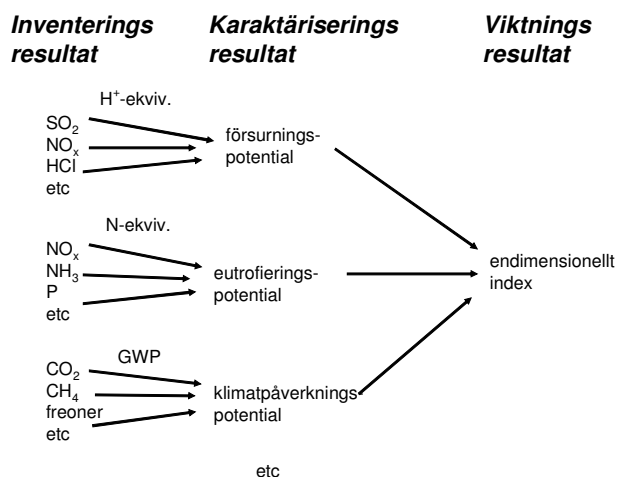 Inventerings
resultat
Karaktäriserings
resultat
Viktnings
resultat
H⁺-ekviv.
SO₂
NOₓ
HCl
etc
försurnings-
potential
N-ekviv.
NOₓ
NH₃
P
etc
eutrofierings-
potential
endimensionellt
index
GWP
CO₂
CH₄
freoner
etc
klimatpåverknings
potential
etc